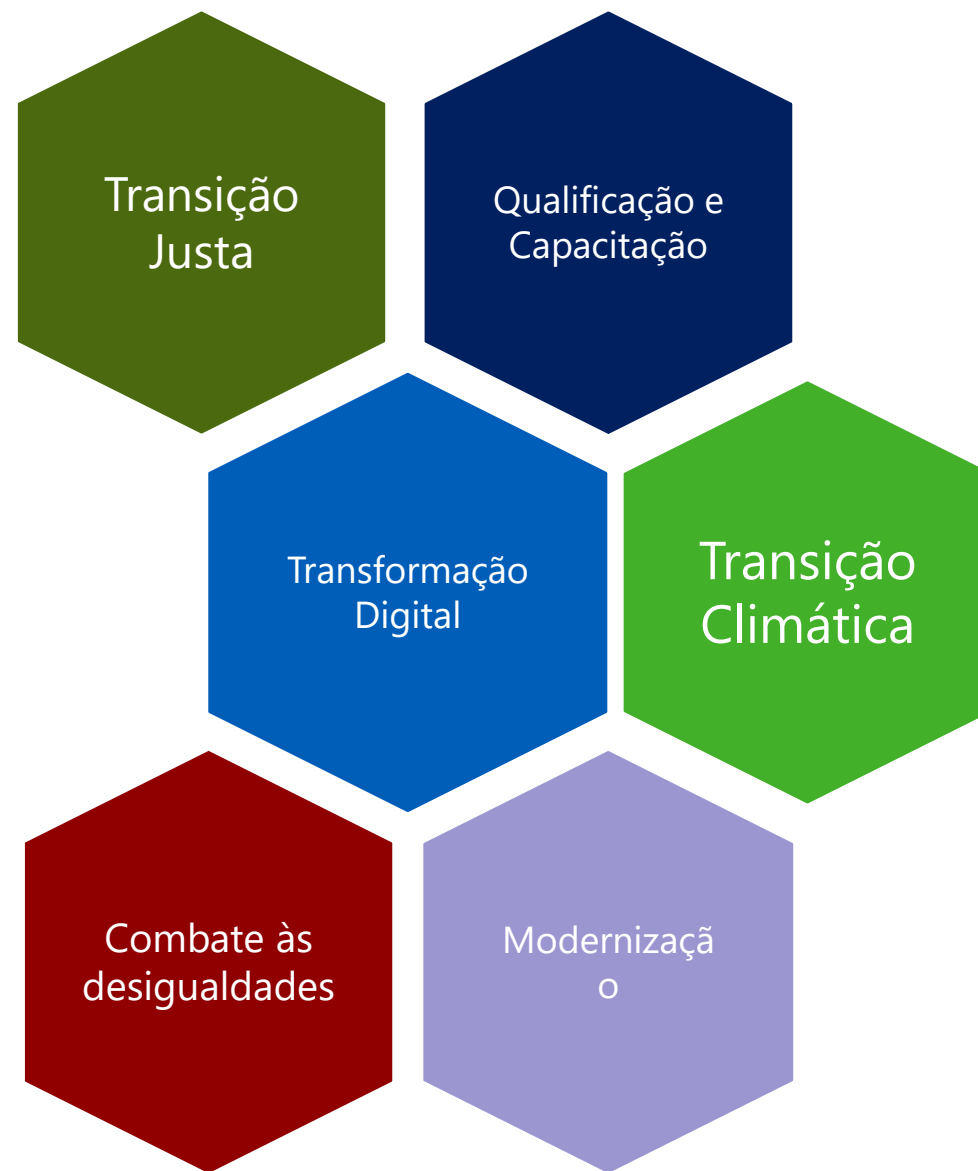 Transição
Justa
Qualificação e
Capacitação
Transformação
Digital
Transição
Climática
Combate às
desigualdades
Modernizaçã
o